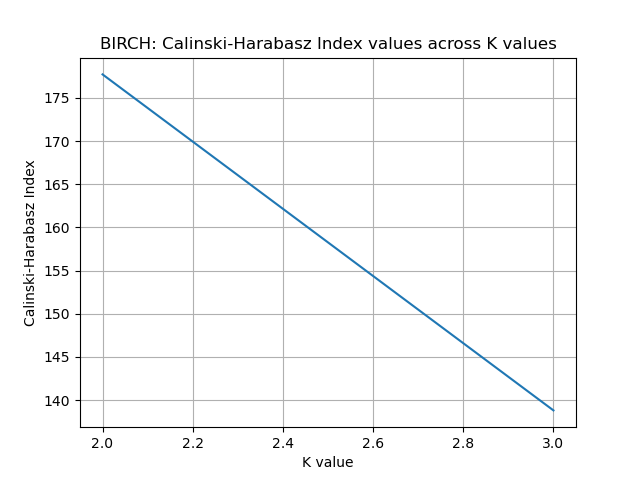 BIRCH: Calinski-Harabasz Index values across K values
Calinski-Harabasz Index
175
170
165
160
155
150
145
140
2.0 2.2 2.4 2.6 2.8 3.0
K value